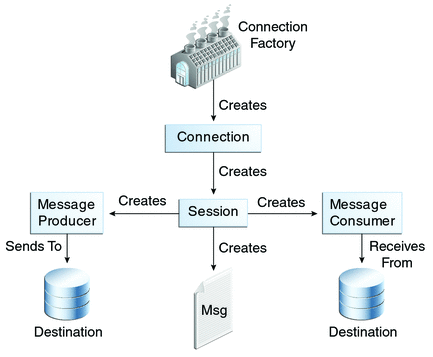 Connection
Factory
Creates
Connection
Creates
Message
Producer
Creates
Session
Creates
Message
Consumer
Sends To
Creates
Receives
From
Msg
Destination
Destination